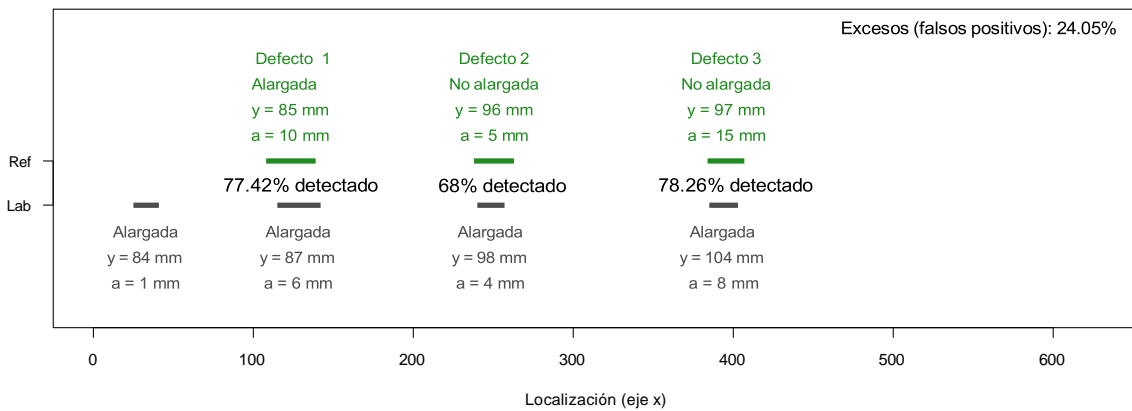 Excesos (falsos positivos): 24.05%
Defecto 1
Alargada
y = 85 mm
a = 10 mm
Defecto 2
No alargada
y = 96 mm
a = 5 mm
Defecto 3
No alargada
y = 97 mm
a = 15 mm
Ref
77.42% detectado
68% detectado
78.26% detectado
Lab
Alargada
y = 84 mm
a = 1 mm
Alargada
y = 87 mm
a = 6 mm
Alargada
y = 98 mm
a = 4 mm
Alargada
y = 104 mm
a = 8 mm
0 100 200 300 400 500 600
Localización (eje x)